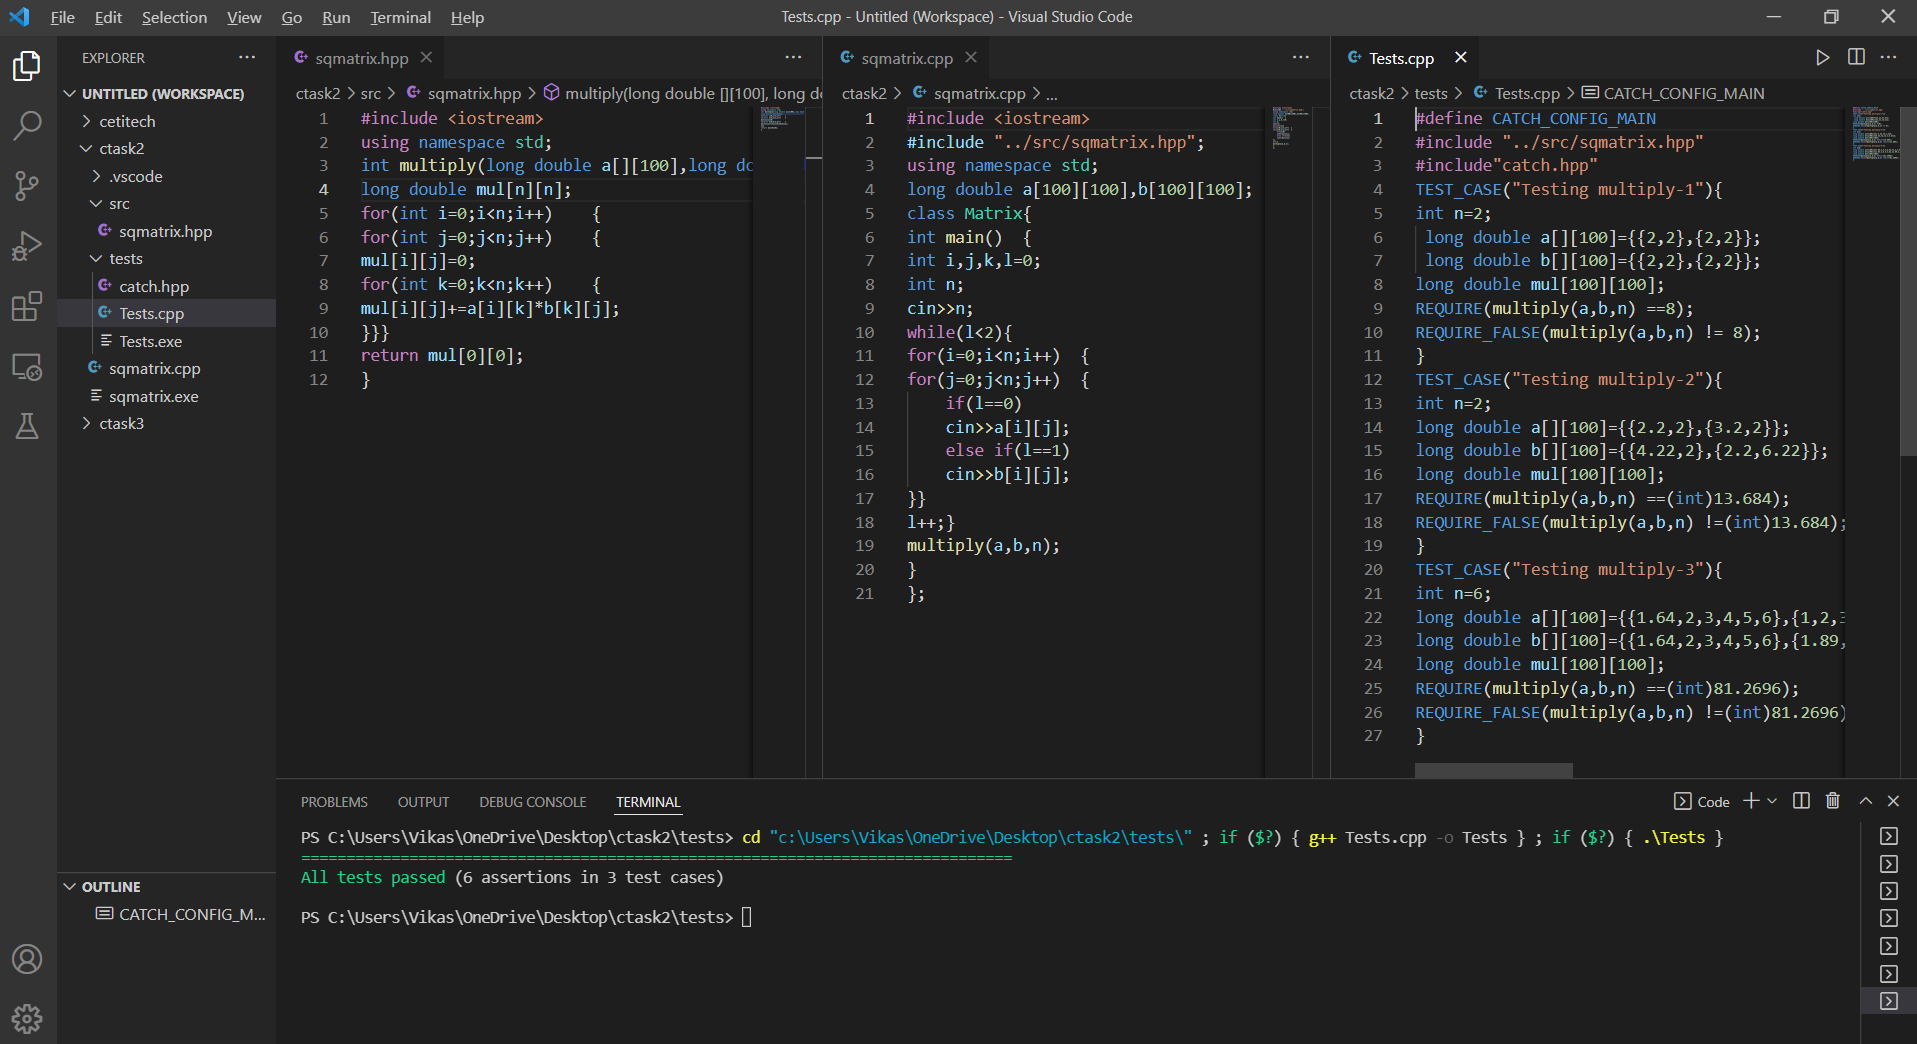 File Edit Selection View Go Run Terminal Help
Tests.cpp - Untitled (Workspace) - Visual Studio Code
EXPLORER
UNTITLED (WORKSPACE)
cetitech
ctask2
.vscode
src
sqmatrix.hpp
tests
catch.hpp
Tests.cpp
Tests.exe
sqmatrix.cpp
sqmatrix.exe
ctask3
OUTLINE
CATCH_CONFIG_M...
sqmatrix.hpp
ctask2 > src > sqmatrix.hpp > multiply(long double [][100], long do
1 #include <iostream>
2 using namespace std;
3 int multiply(long double a[][100],long do
4 long double mul[n][n];
5 for(int i=0;i<n;i++) {
6 for(int j=0;j<n;j++) {
7 mul[i][j]=0;
8 for(int k=0;k<n;k++) {
9 mul[i][j]+=a[i][k]*b[k][j];
10 }}}
11 return mul[0][0];
12 }
sqmatrix.cpp
ctask2 > sqmatrix.cpp > ...
1 #include <iostream>
2 #include "../src/sqmatrix.hpp";
3 using namespace std;
4 long double a[100][100],b[100][100];
5 class Matrix{
6 int main() {
7 int i,j,k,l=0;
8 int n;
9 cin>>n;
10 while(l<2){
11 for(i=0;i<n;i++) {
12 for(j=0;j<n;j++) {
13 if(l==0)
14 cin>>a[i][j];
15 else if(l==1)
16 cin>>b[i][j];
17 }}
18 l++;}
19 multiply(a,b,n);
20 }
21 };
Tests.cpp
ctask2 > tests > Tests.cpp > CATCH_CONFIG_MAIN
1 #define CATCH_CONFIG_MAIN
2 #include "../src/sqmatrix.hpp"
3 #include"catch.hpp"
4 TEST_CASE("Testing multiply-1"){
5 int n=2;
6 long double a[][100]={{2,2},{2,2}};
7 long double b[][100]={{2,2},{2,2}};
8 long double mul[100][100];
9 REQUIRE(multiply(a,b,n) ==8);
10 REQUIRE_FALSE(multiply(a,b,n) != 8);
11 }
12 TEST_CASE("Testing multiply-2"){
13 int n=2;
14 long double a[][100]={{2.2,2},{3.2,2}};
15 long double b[][100]={{4.22,2},{2.2,6.22}};
16 long double mul[100][100];
17 REQUIRE(multiply(a,b,n) ==(int)13.684);
18 REQUIRE_FALSE(multiply(a,b,n) !=(int)13.684);
19 }
20 TEST_CASE("Testing multiply-3"){
21 int n=6;
22 long double a[][100]={{1.64,2,3,4,5,6},{1,2,3
23 long double b[][100]={{1.64,2,3,4,5,6},{1.89,
24 long double mul[100][100];
25 REQUIRE(multiply(a,b,n) ==(int)81.2696);
26 REQUIRE_FALSE(multiply(a,b,n) !=(int)81.2696)
27 }
PROBLEMS OUTPUT DEBUG CONSOLE TERMINAL
Code
PS C:\Users\Vikas\OneDrive\Desktop\ctask2\tests> cd "c:\Users\Vikas\OneDrive\Desktop\ctask2\tests\" ; if ($?) { g++ Tests.cpp -o Tests } ; if ($?) { .\Tests }
===============================================================================
All tests passed (6 assertions in 3 test cases)
PS C:\Users\Vikas\OneDrive\Desktop\ctask2\tests>